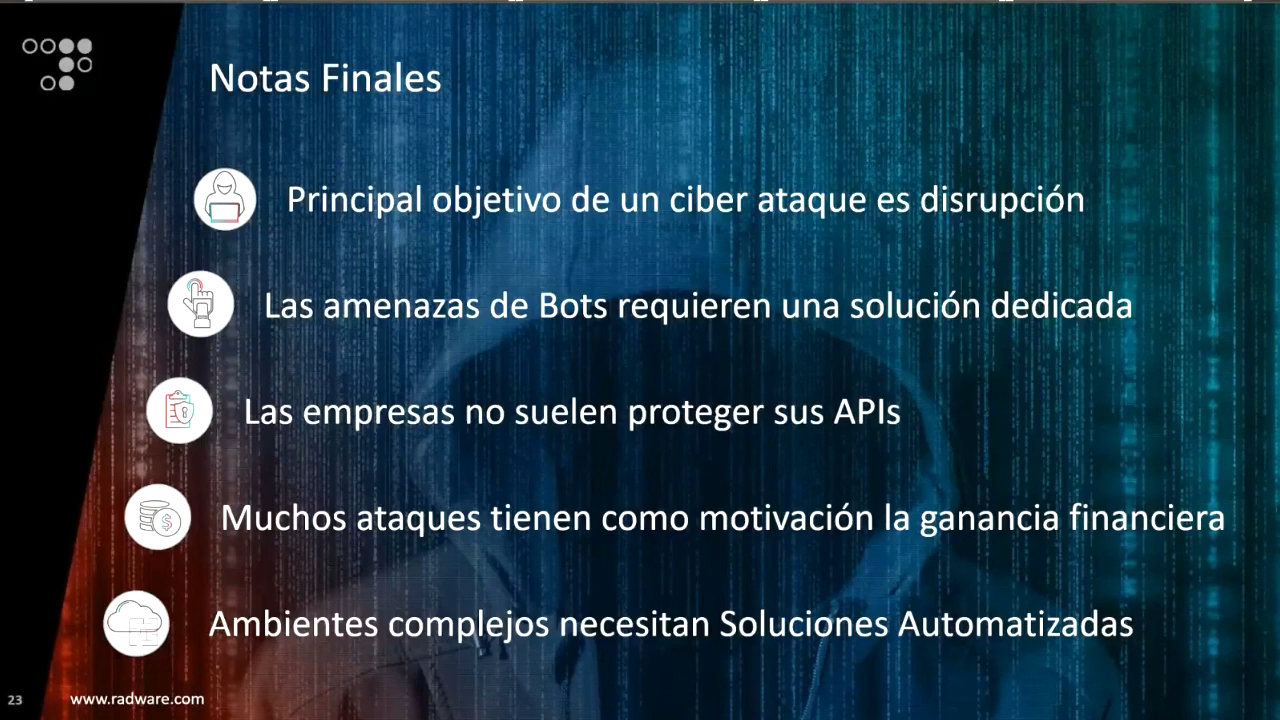 Notas Finales
Principal objetivo de un ciber ataque es disrupción
Las amenazas de Bots requieren una solución dedicada
Las empresas no suelen proteger sus APIs
$
Muchos ataques tienen como motivación la ganancia financiera
Ambientes complejos necesitan Soluciones Automatizadas
23
www.radware.com